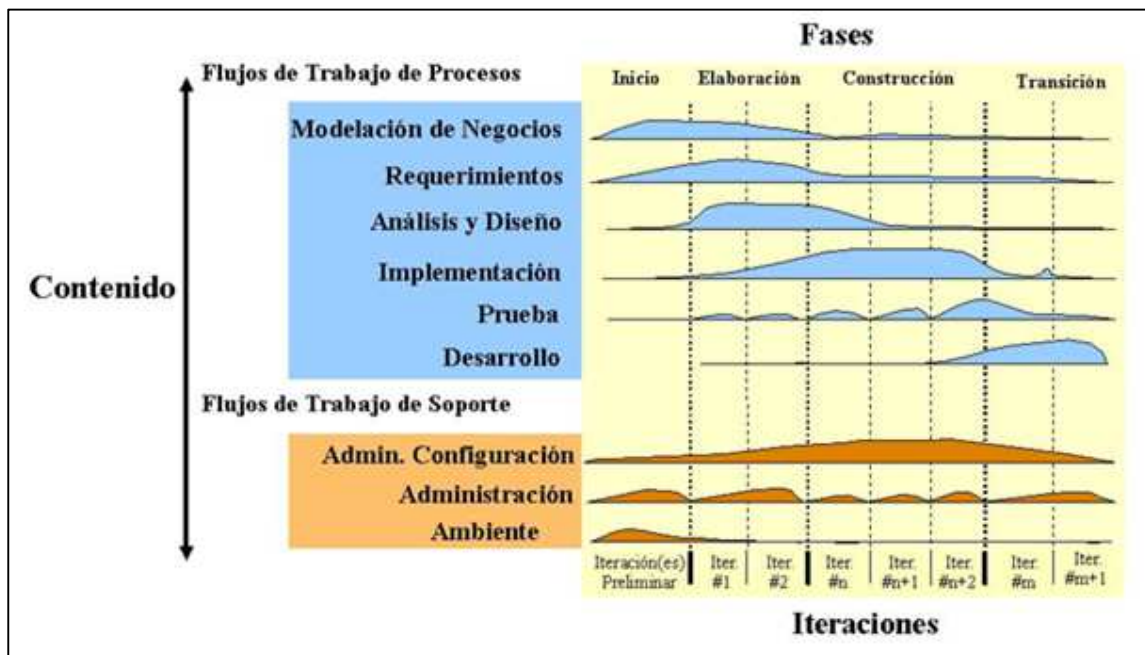 Fases
Flujos de Trabajo de Procesos
Inicio Elaboración Construcción Transición
Modelación de Negocios
Requerimientos
Análisis y Diseño
Implementación
Contenido
Prueba
Desarrollo
Flujos de Trabajo de Soporte
Admin. Configuración
Administración
Ambiente
Iteración(es) Iter. Iter. Iter. Iter. Iter. Iter. Iter.
Preliminar #1 #2 #n #n+1 #n+2 #m #m+1
Iteraciones